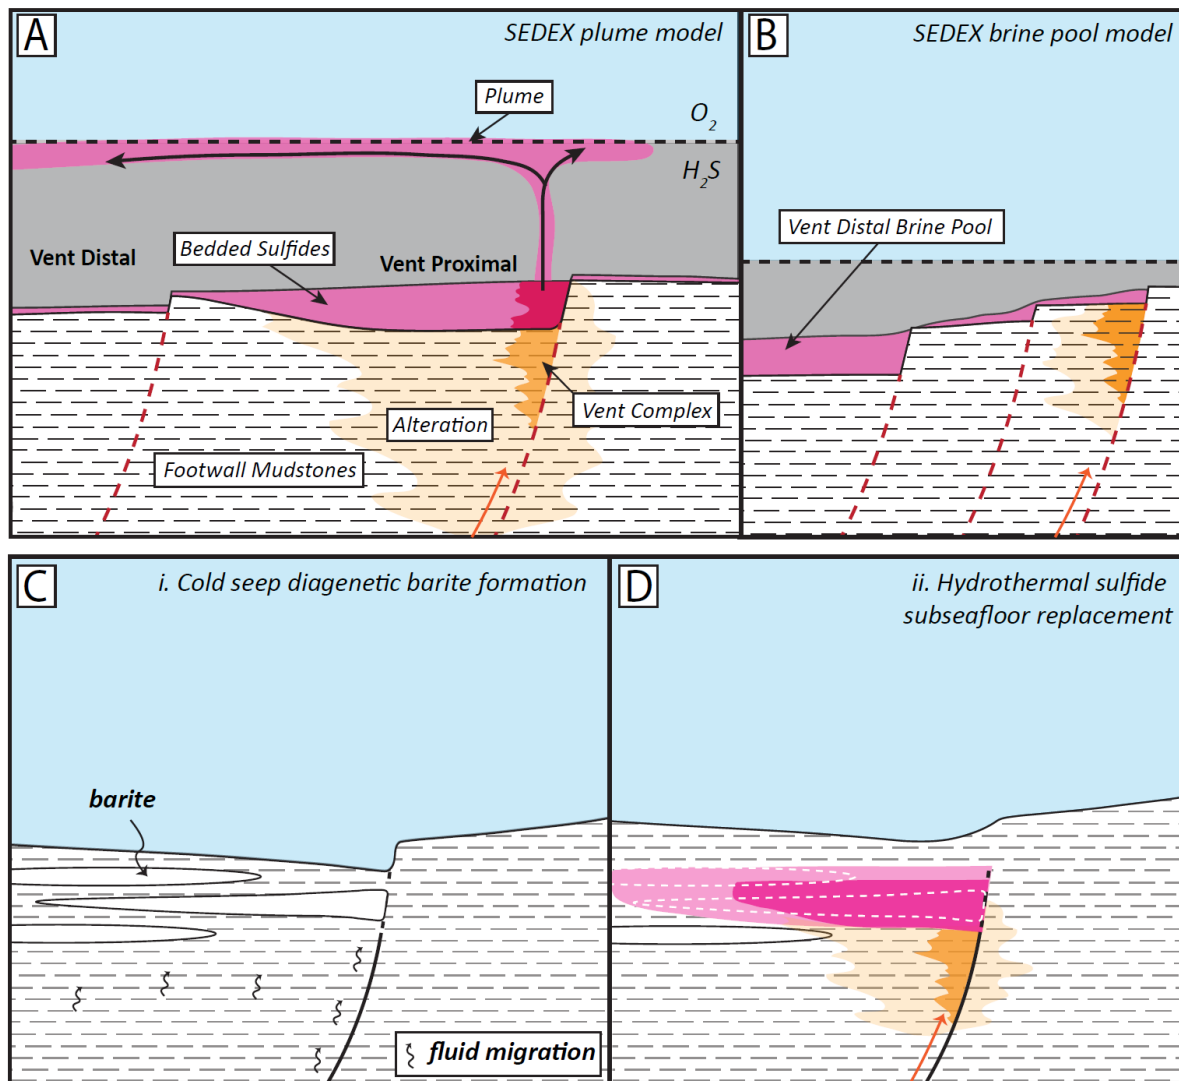 A
SEDEX plume model
Plume
O2
H2S
Vent Distal
Bedded Sulfides
Vent Proximal
Alteration
Vent Complex
Footwall Mudstones
B
SEDEX brine pool model
Vent Distal Brine Pool
C
i. Cold seep diagenetic barite formation
barite
fluid migration
D
ii. Hydrothermal sulfide
subseafloor replacement